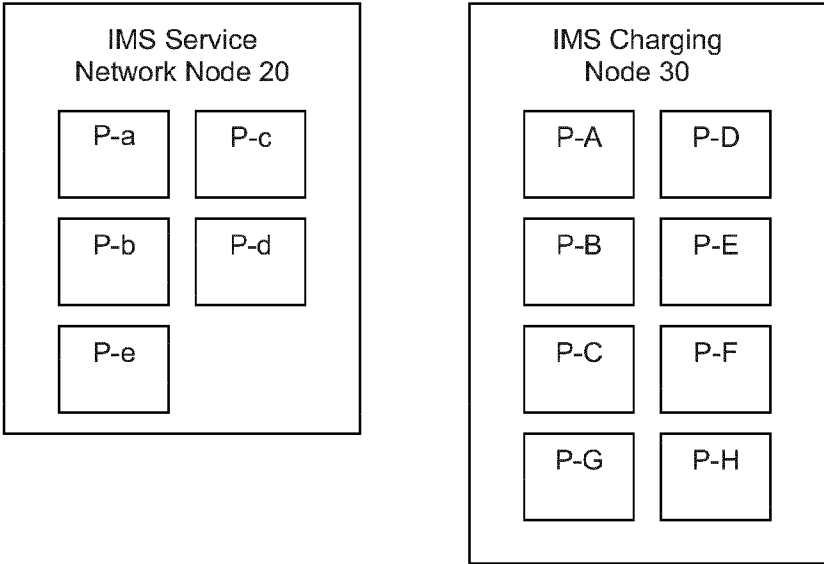 IMS Service
Network Node 20
P-a
P-c
P-b
P-d
P-e
IMS Charging
Node 30
P-A
P-D
P-B
P-E
P-C
P-F
P-G
P-H